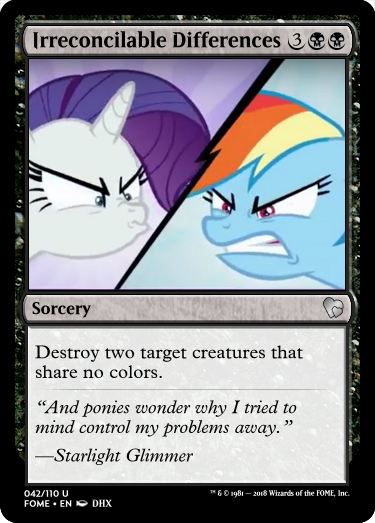 Irreconcilable Differences 3
Sorcery
Destroy two target creatures that
share no colors.
“And ponies wonder why I tried to
mind control my problems away.”
—Starlight Glimmer
042/110 U
FOME • EN DHX
™ & © 1981 — 2018 Wizards of the FOME, Inc.